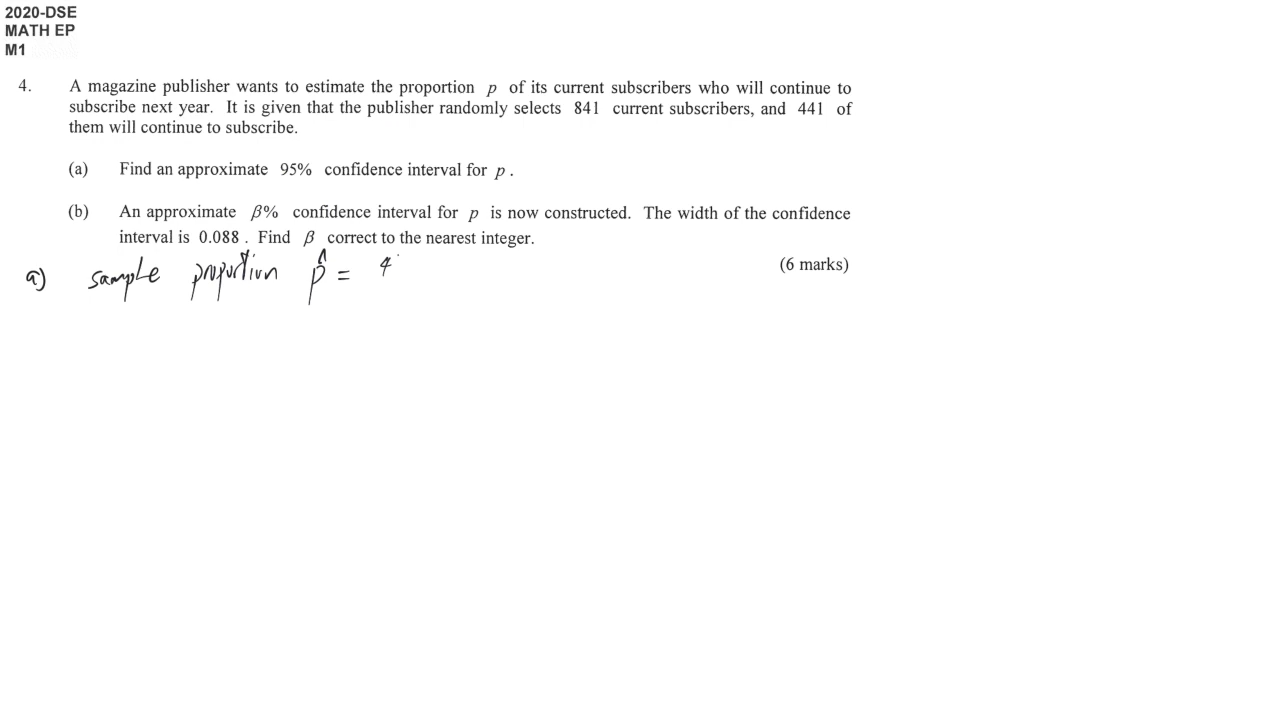 2020-DSE
MATH EP
M1
4. A magazine publisher wants to estimate the proportion p of its current subscribers who will continue to
subscribe next year. It is given that the publisher randomly selects 841 current subscribers, and 441 of
them will continue to subscribe.
(a) Find an approximate 95% confidence interval for p.
(b) An approximate β% confidence interval for p is now constructed. The width of the confidence
interval is 0.088. Find β correct to the nearest integer.
(6 marks)
a) sample proportion p̂ = 4